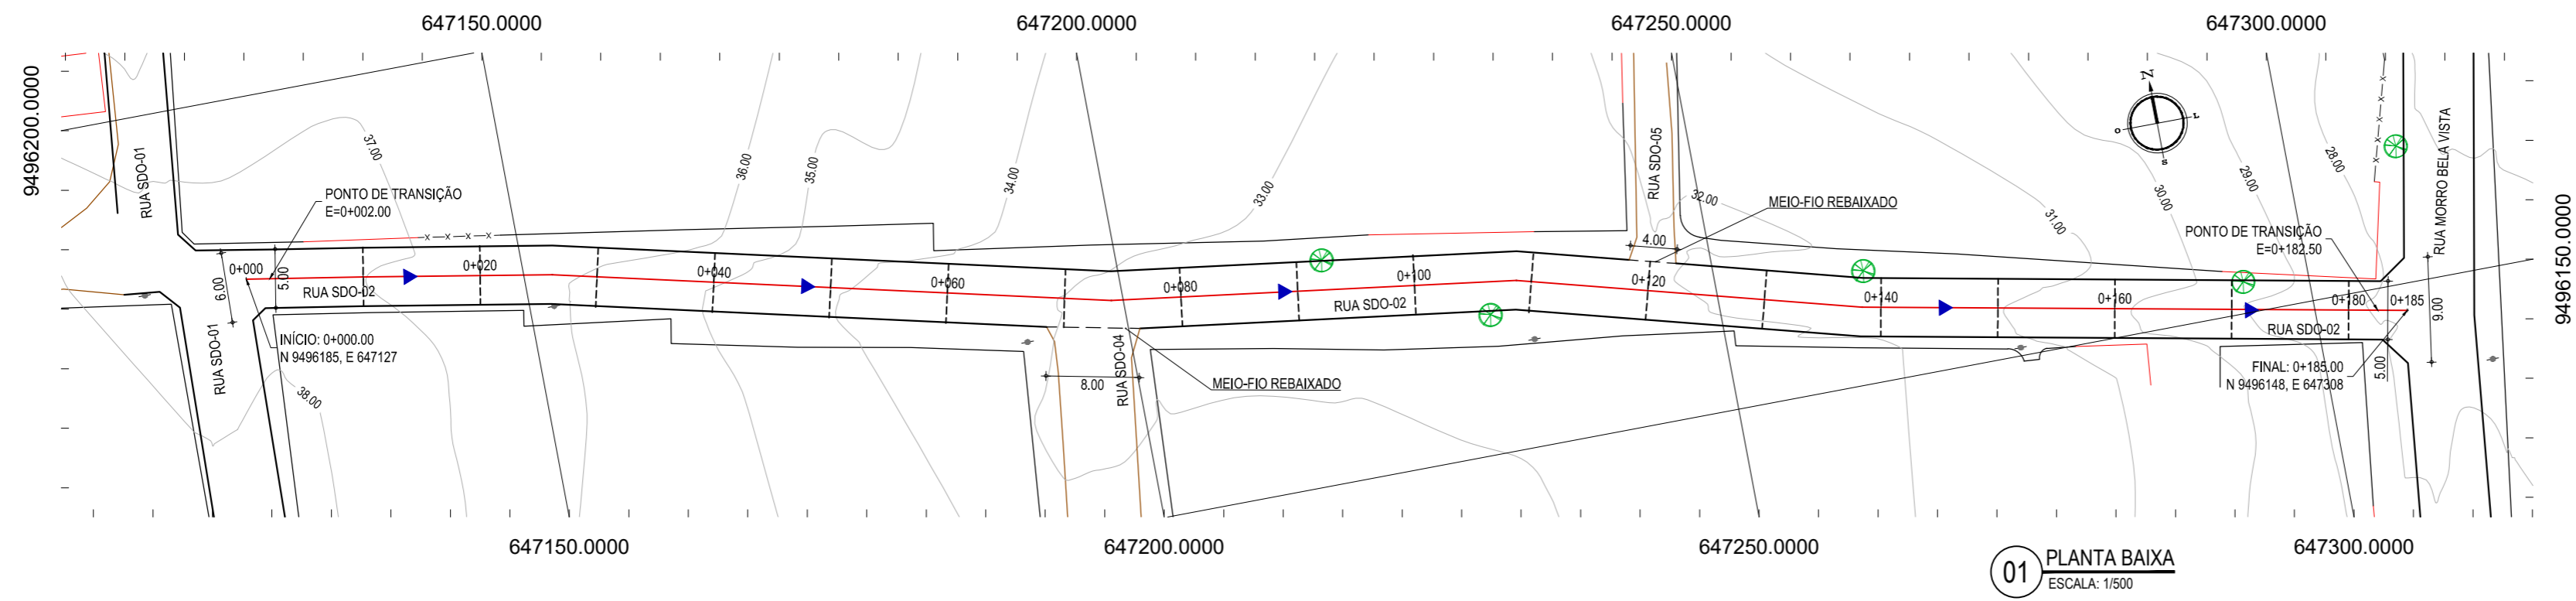 647150.0000
647200.0000
647250.0000
647300.0000
9496200.0000
9496150.0000
RUA SDO-01
37.00
PONTO DE TRANSIÇÃO
E=0+002.00
36.00
35.00
34.00
33.00
RUA SDO-05
32.00
MEIO-FIO REBAIXADO
4.00
31.00
30.00
29.00
28.00
N
L
S
O
RUA MORRO BELA VISTA
PONTO DE TRANSIÇÃO
E=0+182.50
6.00
5.00
0+000
0+020
0+040
0+060
0+080
0+100
0+120
0+140
0+160
0+180
0+185
RUA SDO-02
RUA SDO-02
RUA SDO-02
9.00
5.00
INÍCIO: 0+000.00
N 9496185, E 647127
RUA SDO-01
38.00
8.00
RUA SDO-04
MEIO-FIO REBAIXADO
FINAL: 0+185.00
N 9496148, E 647308
647150.0000
647200.0000
647250.0000
647300.0000
01
PLANTA BAIXA
ESCALA: 1/500